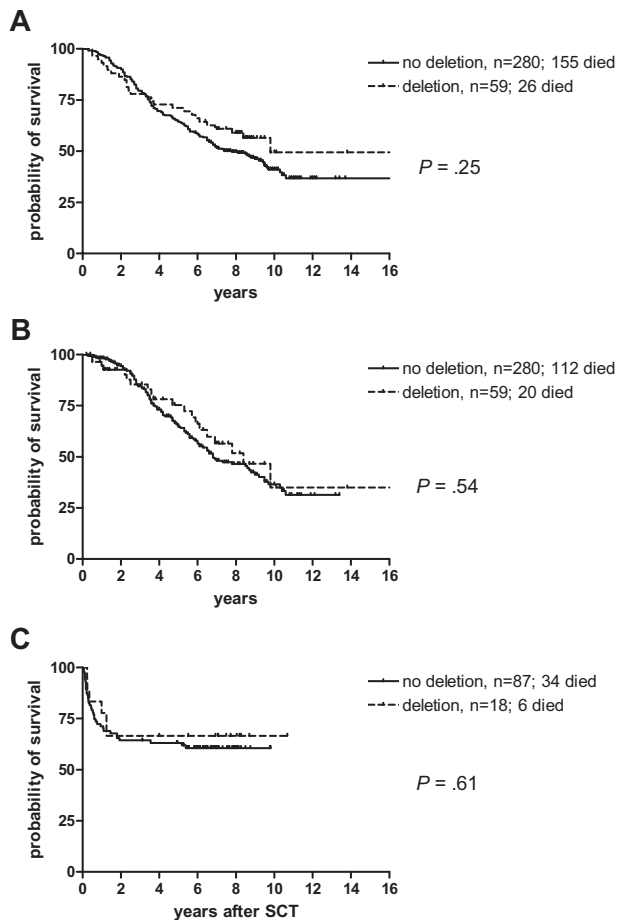 A
probability of survival
100
75
50
25
0
0 2 4 6 8 10 12 14 16
years
no deletion, n=280; 155 died
deletion, n=59; 26 died
P = .25
B
probability of survival
100
75
50
25
0
0 2 4 6 8 10 12 14 16
years
no deletion, n=280; 112 died
deletion, n=59; 20 died
P = .54
C
probability of survival
100
75
50
25
0
0 2 4 6 8 10 12 14 16
years after SCT
no deletion, n=87; 34 died
deletion, n=18; 6 died
P = .61